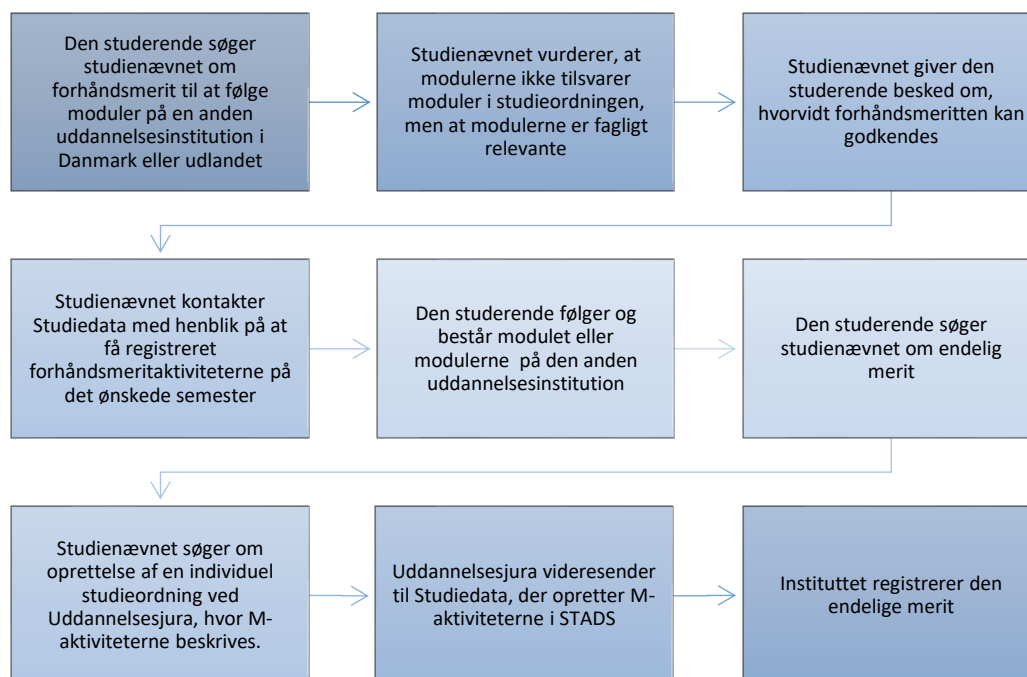 Den studerende søger
studienævnet om
forhåndsmerit til at følge
moduler på en anden
uddannelsesinstitution i
Danmark eller udlandet
Studienævnet vurderer, at
modulerne ikke tilsvarer
moduler i studieordningen,
men at modulerne er fagligt
relevante
Studienævnet giver den
studerende besked om,
hvorvidt forhåndsmeritten kan
godkendes
Studienævnet kontakter
Studiedata med henblik på at
få registreret
forhåndsmeritaktiviteterne på
det ønskede semester
Den studerende følger og
består modulet eller
modulerne på den anden
uddannelsesinstitution
Den studerende søger
studienævnet om endelig
merit
Studienævnet søger om
oprettelse af en individuel
studieordning ved
Uddannelsesjura, hvor M-
aktiviteterne beskrives.
Uddannelsesjura videresender
til Studiedata, der opretter M-
aktiviteterne i STADS
Instituttet registrerer den
endelige merit